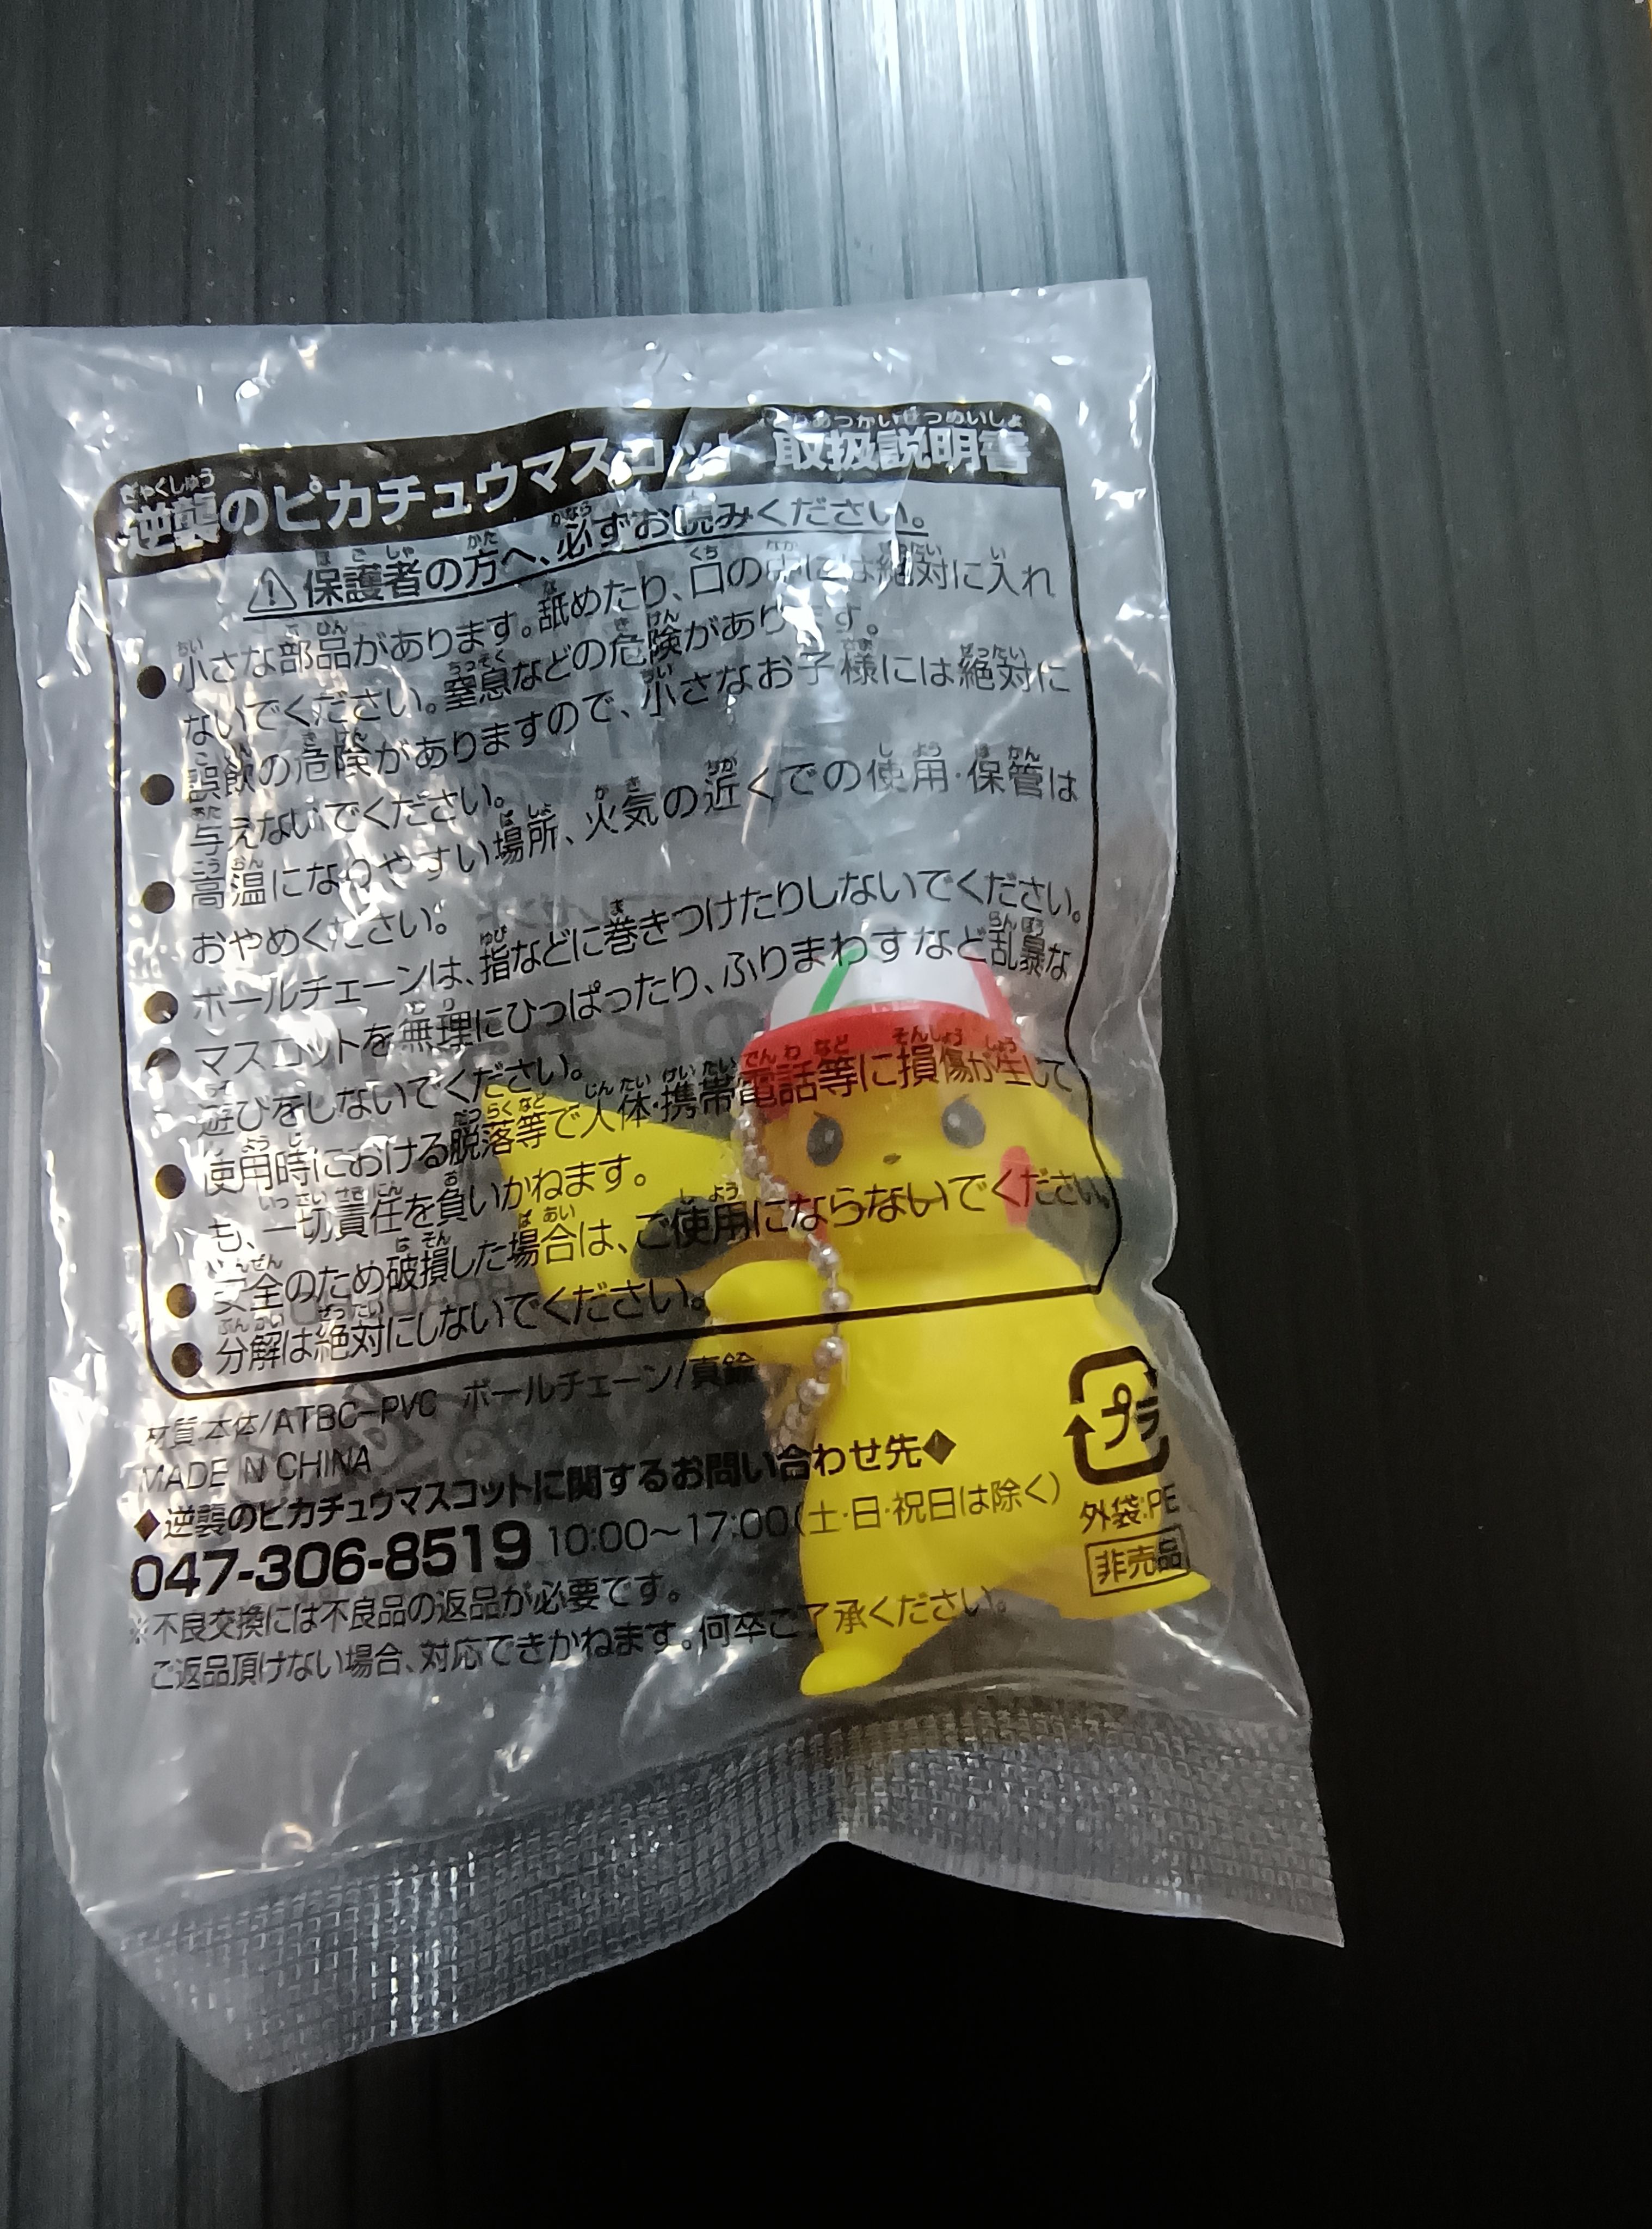 逆襲のピカチュウマスコット 取扱説明書
⚠保護者の方へ、必ずお読みください。
●小さな部品があります。舐めたり、口の中には絶対に入れ
ないでください。窒息などの危険があります。
●誤飲の危険がありますので、小さなお子様には絶対に
与えないでください。
●高温になりやすい場所、火気の近くでの使用・保管は
おやめください。
●ボールチェーンは、指などに巻きつけたりしないでください。
●マスコットを無理にひっぱったり、ふりまわすなど乱暴な
遊びをしないでください。
●使用時における脱落等で人体・携帯電話等に損傷が生じて
も、一切責任を負いかねます。
●安全のため破損した場合は、ご使用にならないでください。
●分解は絶対にしないでください。
材質:本体/ATBC-PVC ボールチェーン/真鍮
MADE IN CHINA
◆逆襲のピカチュウマスコットに関するお問い合わせ先◆
047-306-8519 10:00～17:00(土・日・祝日は除く)
※不良交換には不良品の返品が必要です。
ご返品頂けない場合、対応できかねます。何卒ご了承ください。
プラ
外袋:PE
非売品